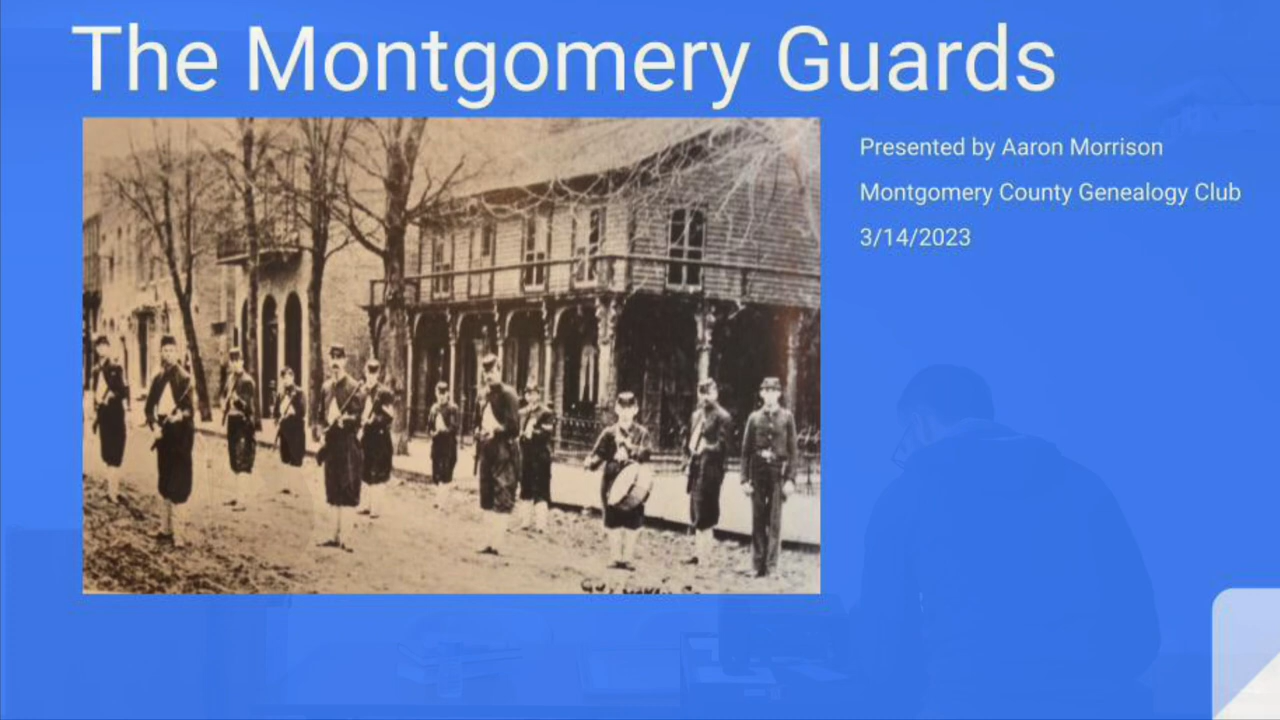 The Montgomery Guards
Presented by Aaron Morrison
Montgomery County Genealogy Club
3/14/2023